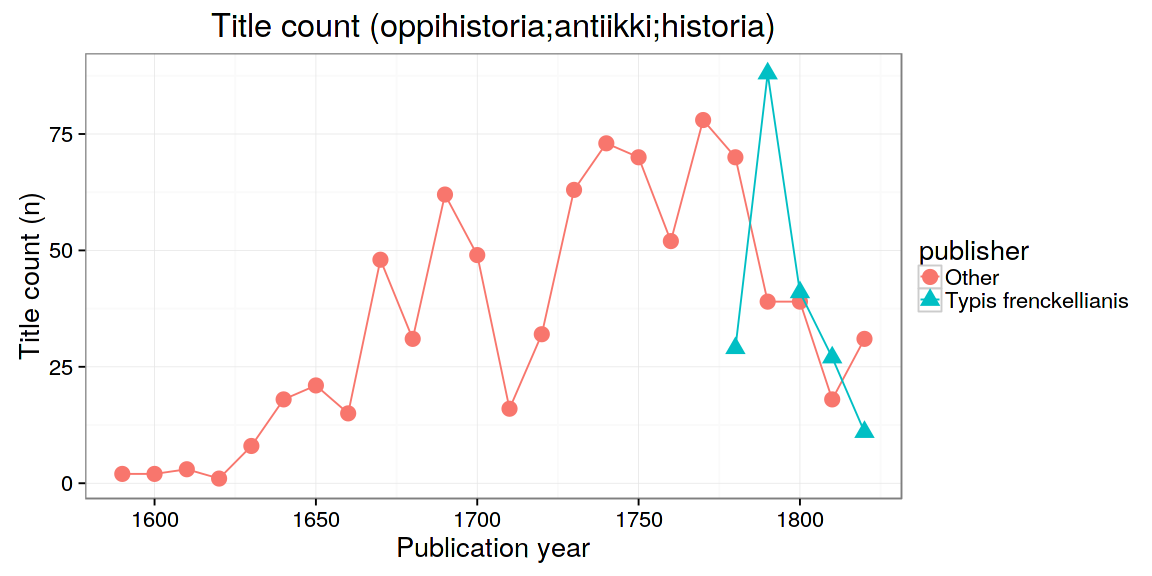 Title count (oppihistoria;antiikki;historia)
75
50
25
0
Title count (n)
1600 1650 1700 1750 1800
Publication year
publisher
Other
Typis frenckellianis